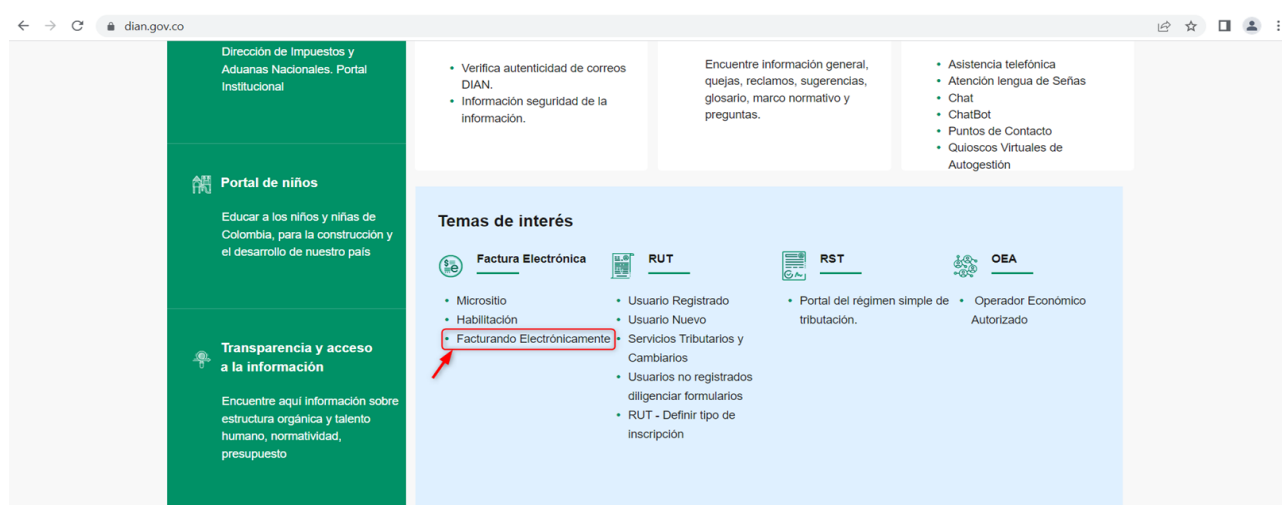 dian.gov.co
Dirección de Impuestos y
Aduanas Nacionales. Portal
Institucional
• Verifica autenticidad de correos
DIAN.
• Información seguridad de la
información.
Encuentre información general,
quejas, reclamos, sugerencias,
glosario, marco normativo y
preguntas.
• Asistencia telefónica
• Atención lengua de Señas
• Chat
• ChatBot
• Puntos de Contacto
• Quioscos Virtuales de
Autogestión
Portal de niños
Educar a los niños y niñas de
Colombia, para la construcción y
el desarrollo de nuestro país
Transparencia y acceso
a la información
Encuentre aquí información sobre
estructura orgánica y talento
humano, normatividad,
presupuesto
Temas de interés
Factura Electrónica
• Micrositio
• Habilitación
• Facturando Electrónicamente
RUT
• Usuario Registrado
• Usuario Nuevo
• Servicios Tributarios y
Cambiarios
• Usuarios no registrados
diligenciar formularios
• RUT - Definir tipo de
inscripción
RST
• Portal del régimen simple de
tributación.
OEA
• Operador Económico
Autorizado